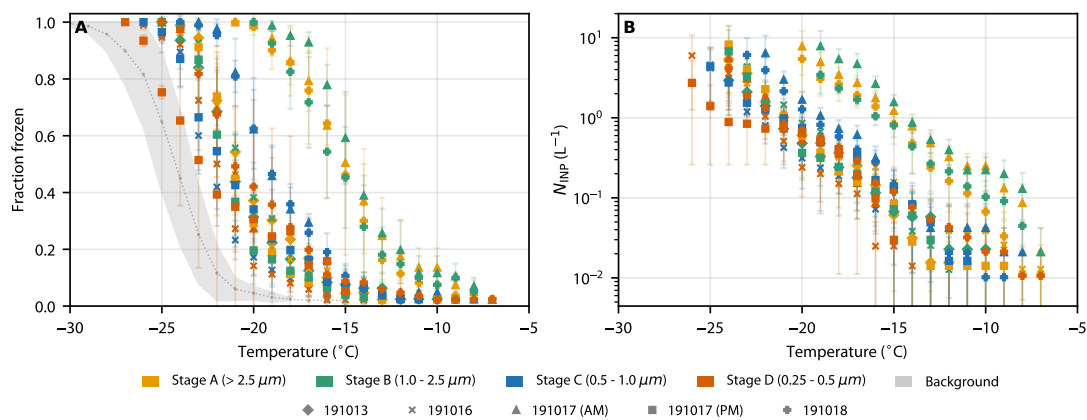 A
B
Fraction frozen
1.0
0.8
0.6
0.4
0.2
0.0
−30
−25
−20
−15
−10
−5
Temperature (°C)
N_INP (L⁻¹)
10¹
10⁰
10⁻¹
10⁻²
−30
−25
−20
−15
−10
−5
Temperature (°C)
Stage A (> 2.5 μm) Stage B (1.0 - 2.5 μm) Stage C (0.5 - 1.0 μm) Stage D (0.25 - 0.5 μm) Background
191013 191016 191017 (AM) 191017 (PM) 191018